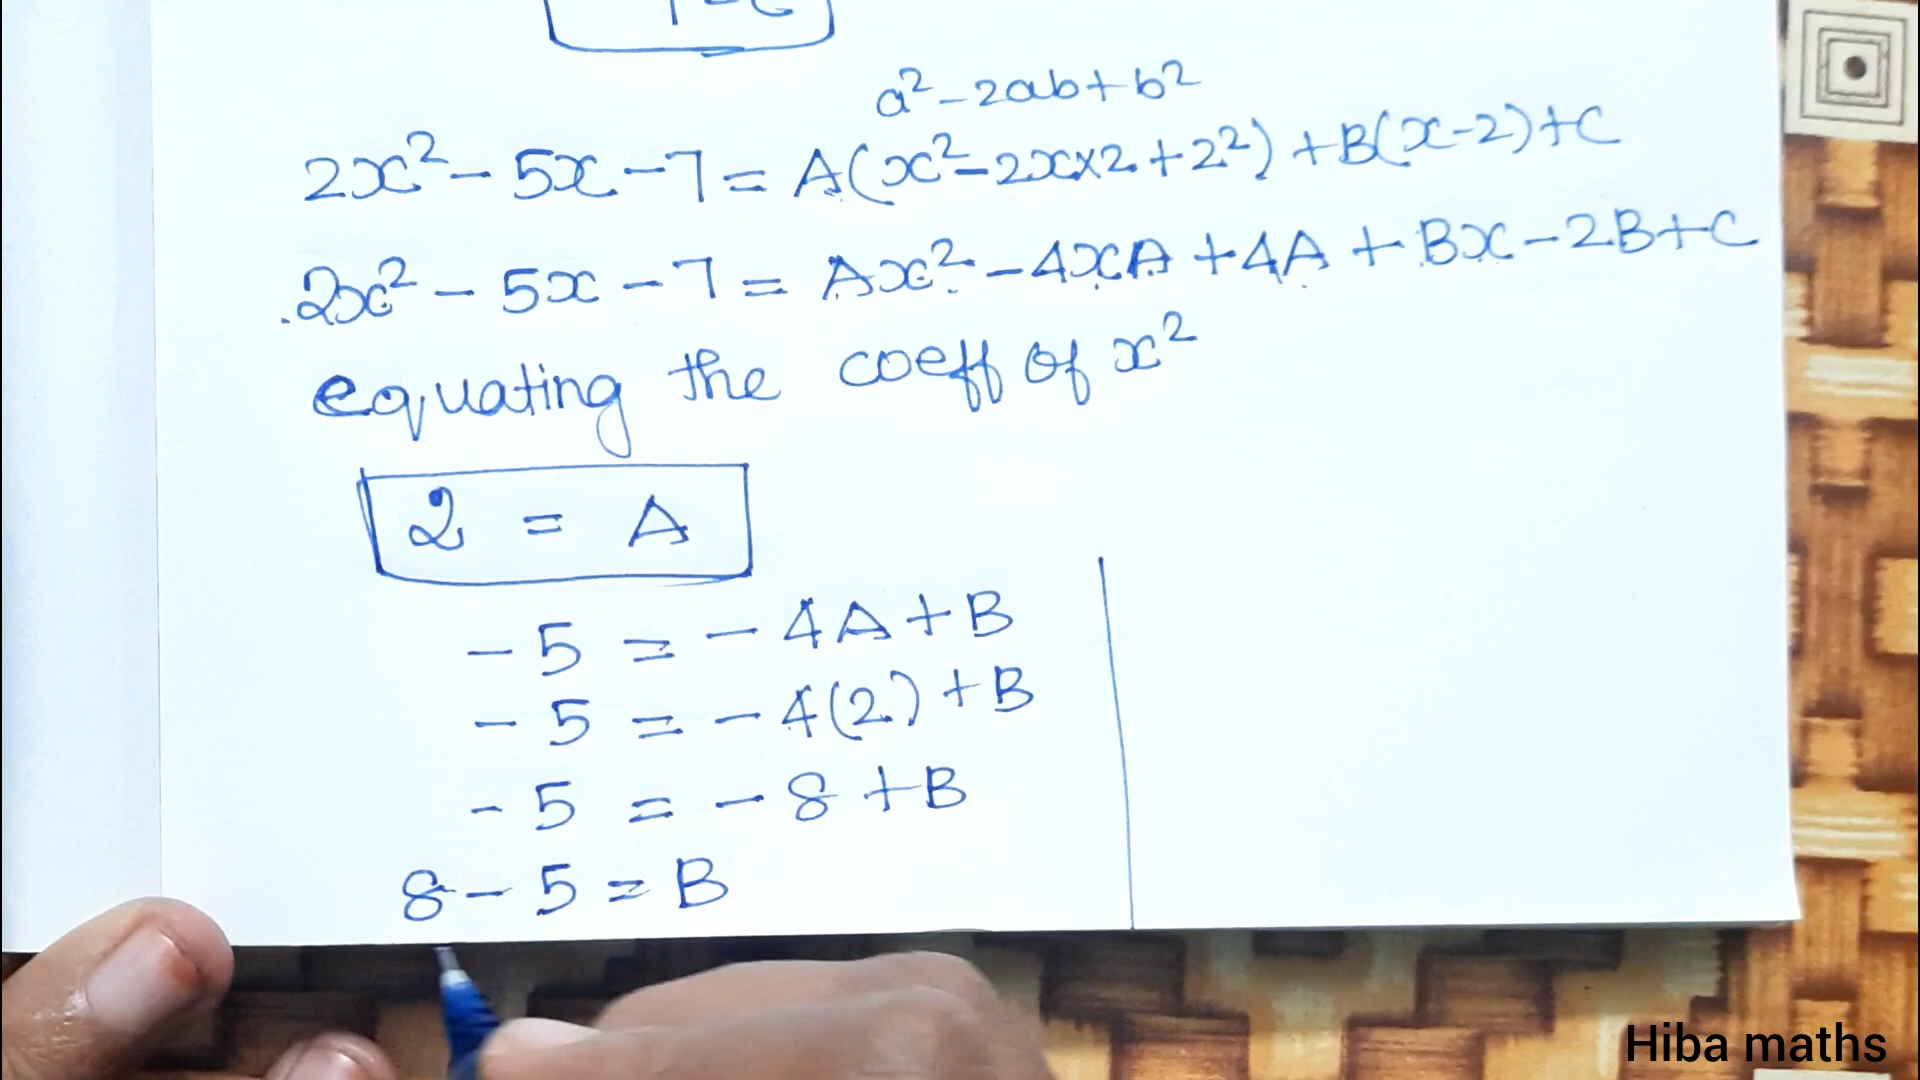 a² - 2ab + b²
2x² - 5x - 7 = A(x² - 2x×2 + 2²) + B(x-2) + C
2x² - 5x - 7 = Ax² - 4xA + 4A + Bx - 2B + C
equating the coeff of x²
2 = A
- 5 = - 4A + B
- 5 = - 4(2) + B
- 5 = - 8 + B
8 - 5 = B
Hiba maths